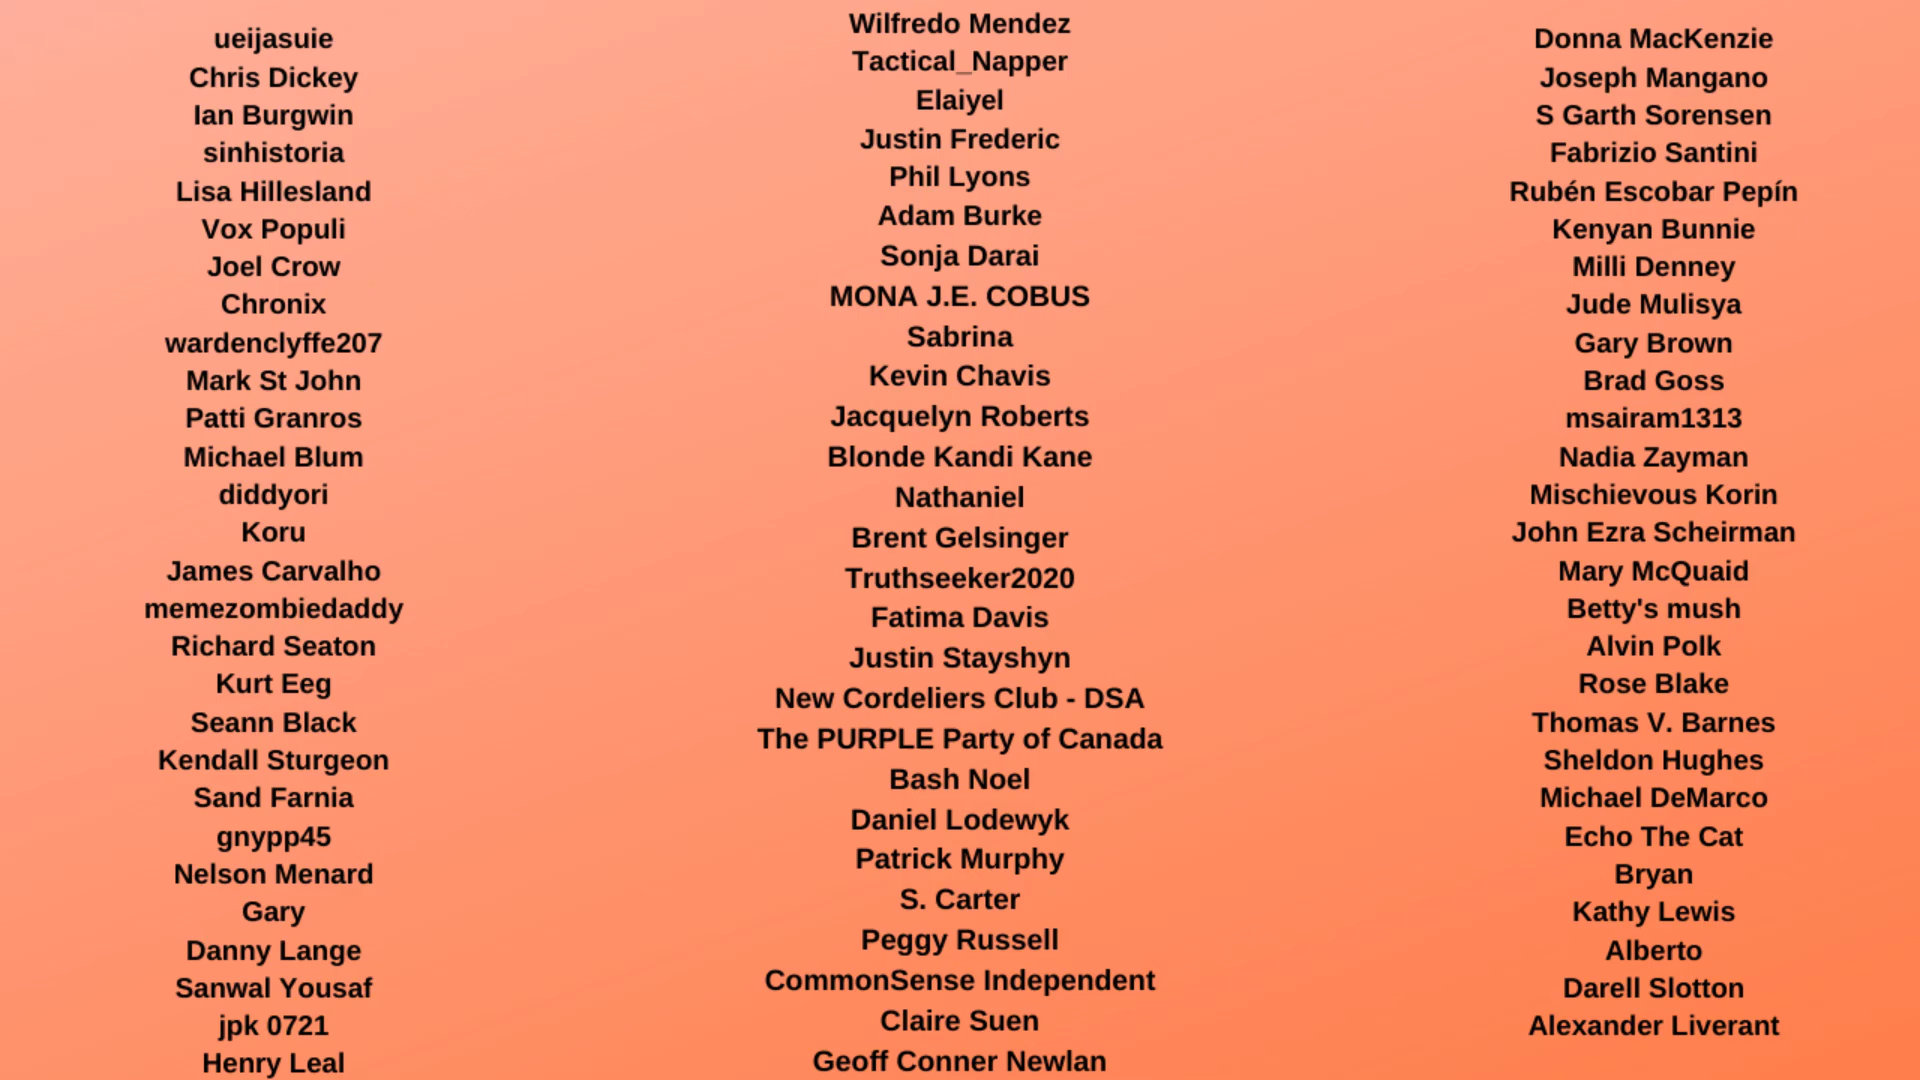 ueijasuie
Chris Dickey
Ian Burgwin
sinhistoria
Lisa Hillesland
Vox Populi
Joel Crow
Chronix
wardenclyffe207
Mark St John
Patti Granros
Michael Blum
diddyori
Koru
James Carvalho
memezombiedaddy
Richard Seaton
Kurt Eeg
Seann Black
Kendall Sturgeon
Sand Farnia
gnypp45
Nelson Menard
Gary
Danny Lange
Sanwal Yousaf
jpk 0721
Henry Leal
Wilfredo Mendez
Tactical_Napper
Elaiyel
Justin Frederic
Phil Lyons
Adam Burke
Sonja Darai
MONA J.E. COBUS
Sabrina
Kevin Chavis
Jacquelyn Roberts
Blonde Kandi Kane
Nathaniel
Brent Gelsinger
Truthseeker2020
Fatima Davis
Justin Stayshyn
New Cordeliers Club - DSA
The PURPLE Party of Canada
Bash Noel
Daniel Lodewyk
Patrick Murphy
S. Carter
Peggy Russell
CommonSense Independent
Claire Suen
Geoff Conner Newlan
Donna MacKenzie
Joseph Mangano
S Garth Sorensen
Fabrizio Santini
Rubén Escobar Pepín
Kenyan Bunnie
Milli Denney
Jude Mulisya
Gary Brown
Brad Goss
msairam1313
Nadia Zayman
Mischievous Korin
John Ezra Scheirman
Mary McQuaid
Betty's mush
Alvin Polk
Rose Blake
Thomas V. Barnes
Sheldon Hughes
Michael DeMarco
Echo The Cat
Bryan
Kathy Lewis
Alberto
Darell Slotton
Alexander Liverant